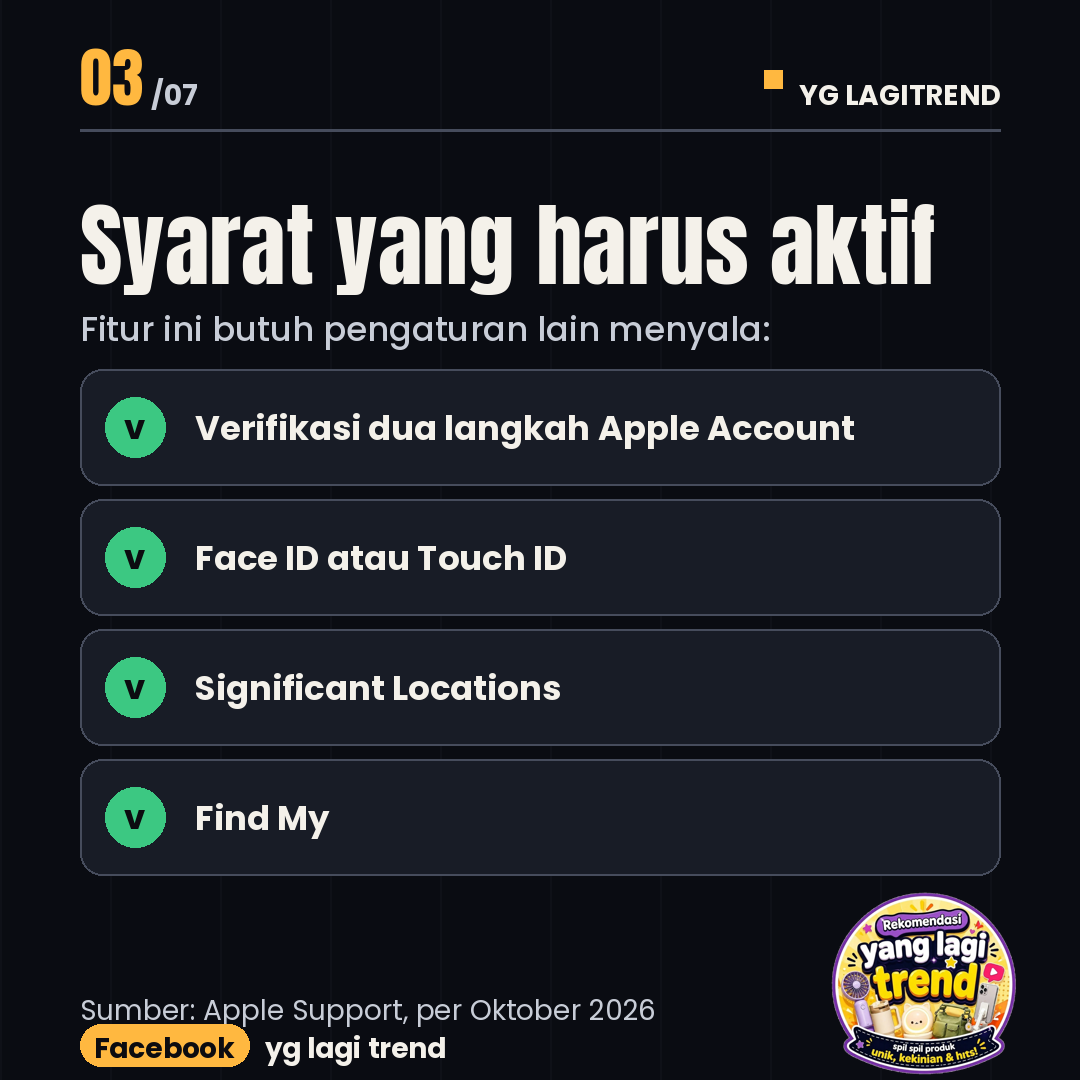 03 /07
YG LAGITREND
Syarat yang harus aktif
Fitur ini butuh pengaturan lain menyala:
v Verifikasi dua langkah Apple Account
v Face ID atau Touch ID
v Significant Locations
v Find My
Sumber: Apple Support, per Oktober 2026
Facebook yg lagi trend
Rekomendasi
yang lagi
trend
spil spil produk
unik, kekinian & hits!